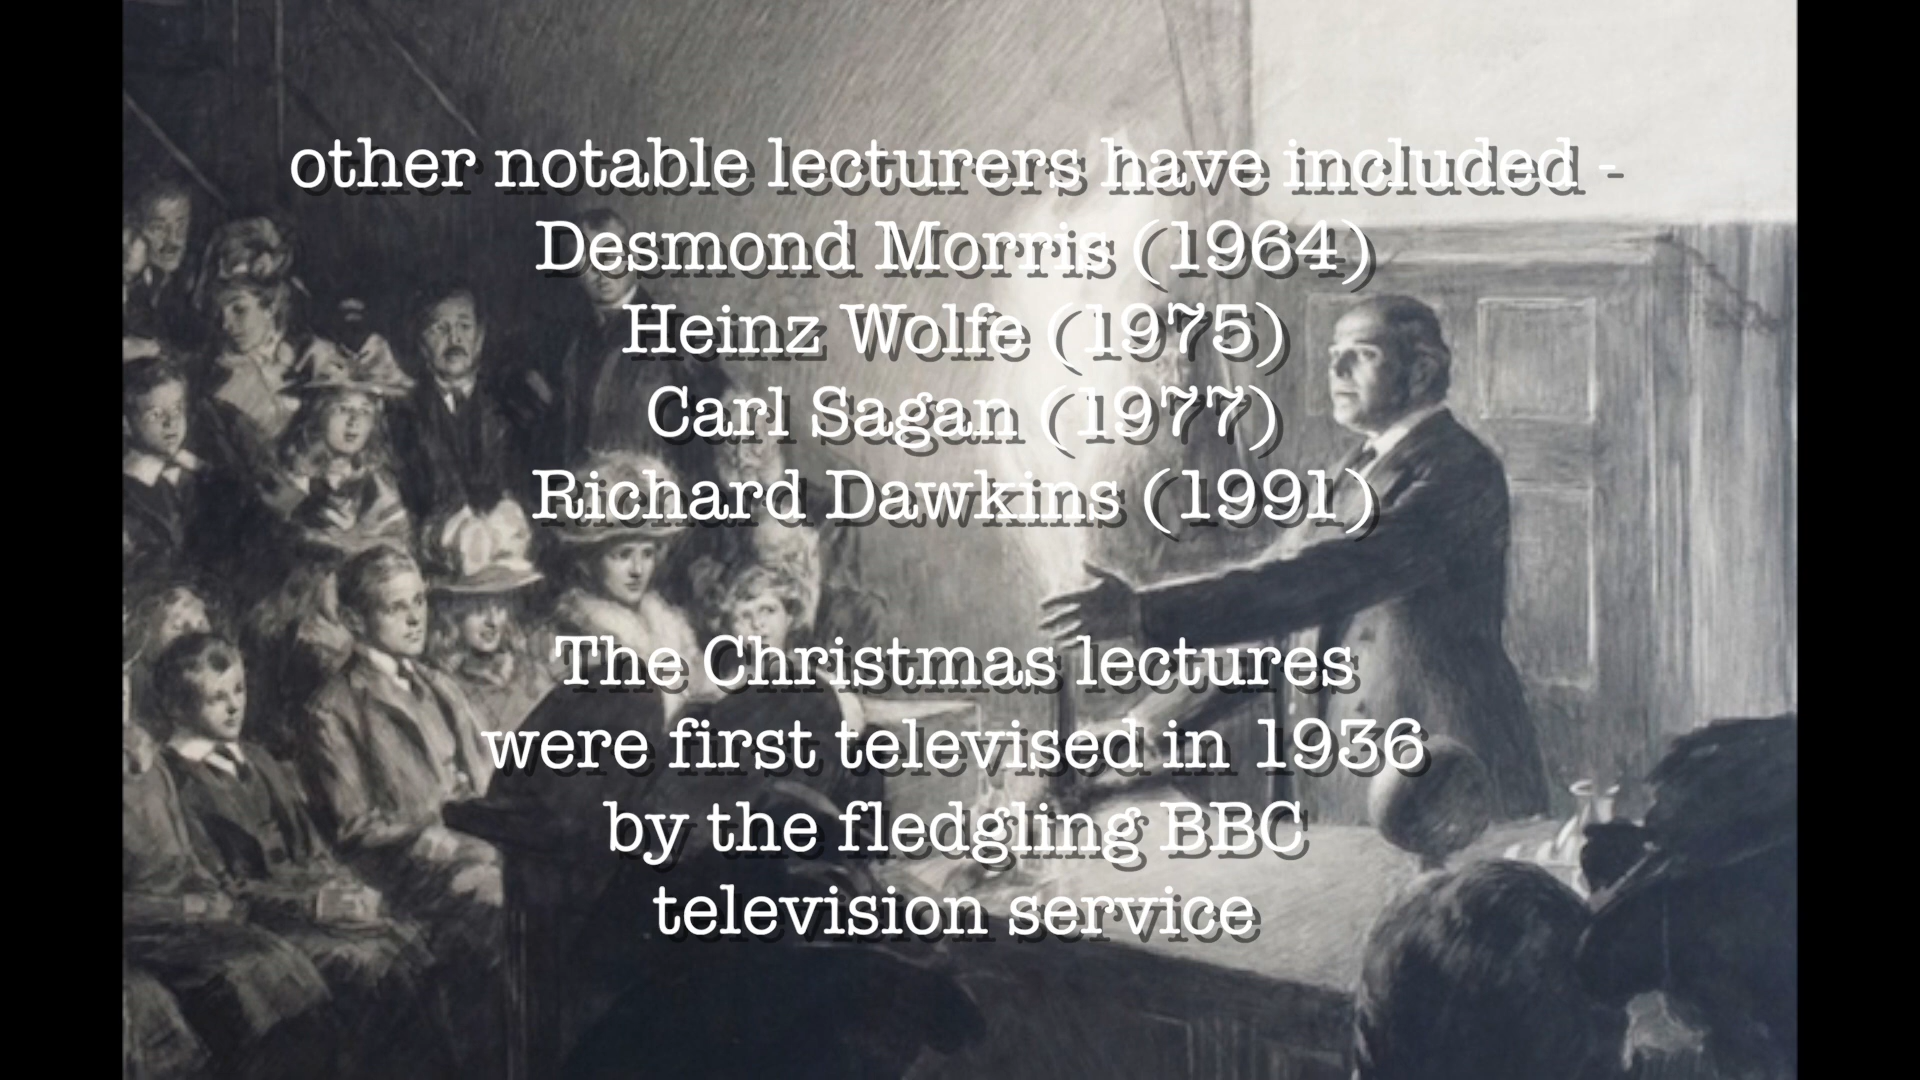 other notable lecturers have included -
Desmond Morris (1964)
Heinz Wolfe (1975)
Carl Sagan (1977)
Richard Dawkins (1991)
The Christmas lectures
were first televised in 1936
by the fledgling BBC
television service